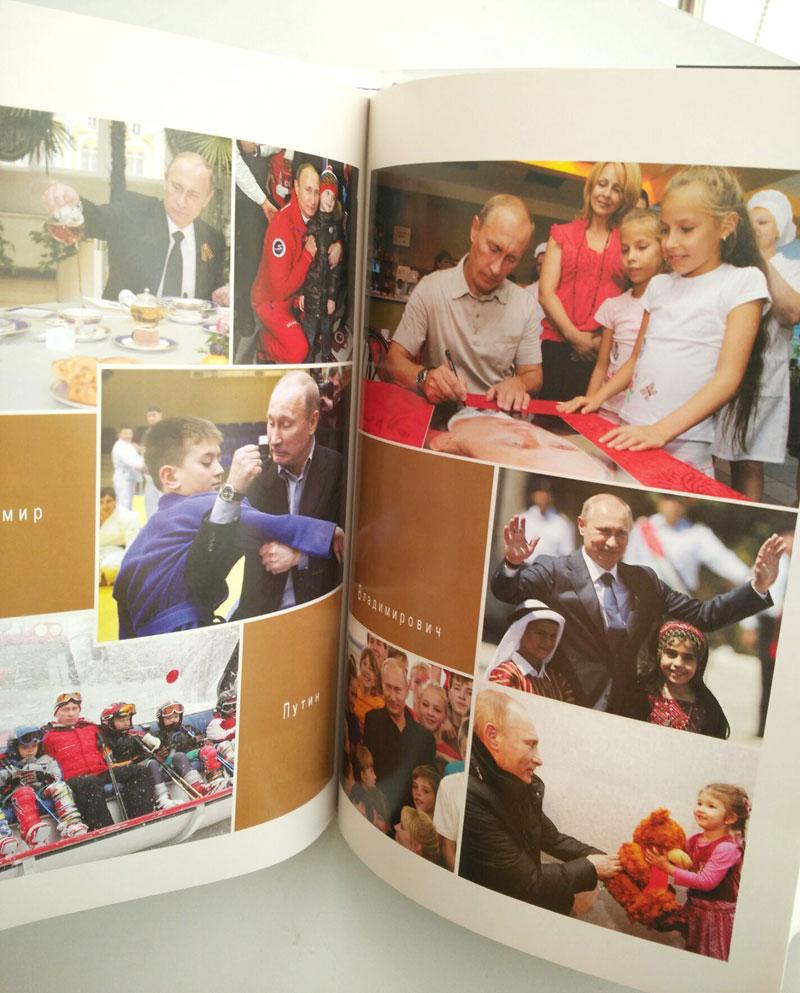 мир
Путин
Владимирович